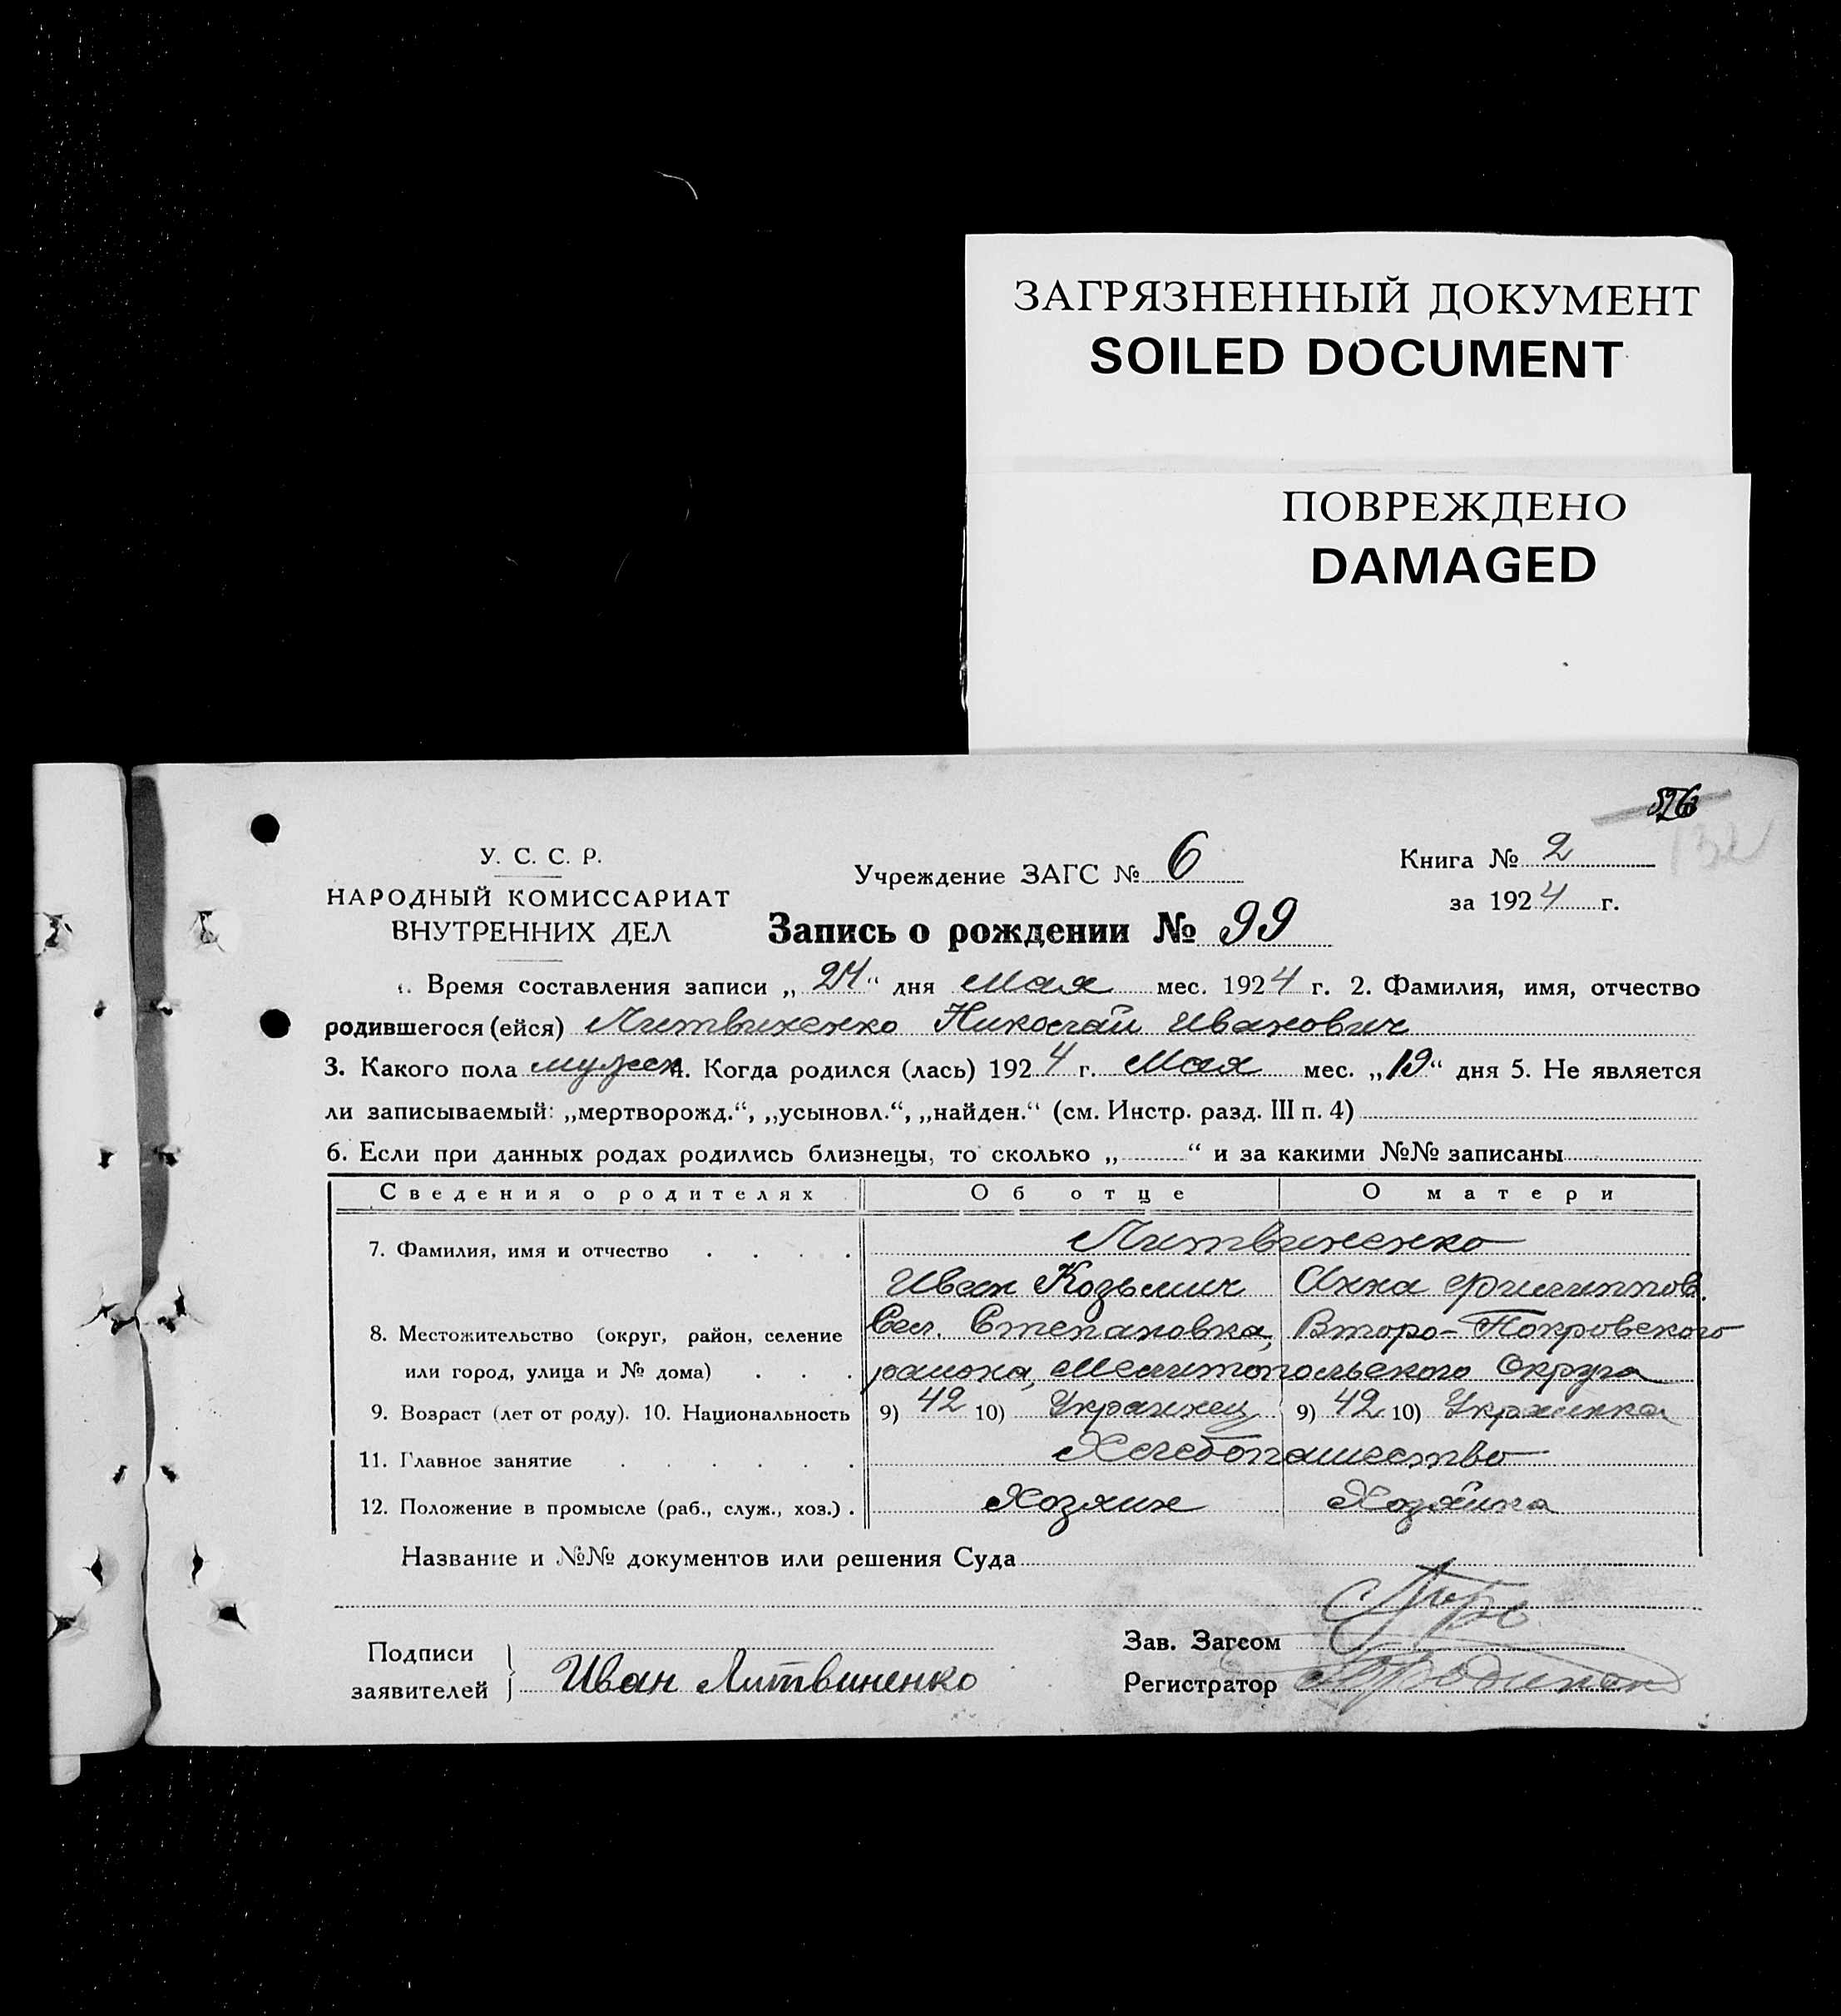 ЗАГРЯЗНЕННЫЙ ДОКУМЕНТ
SOILED DOCUMENT
ПОВРЕЖДЕНО
DAMAGED
У. С. С. Р.
НАРОДНЫЙ КОМИССАРИАТ
ВНУТРЕННИХ ДЕЛ
Учреждение ЗАГС № 6
Книга № 2
за 1924 г.
Запись о рождении № 99
Время составления записи „24“ дня Мая мес. 1924 г. 2. Фамилия, имя, отчество
родившегося (ейся) Литвиненко Николай Иванович
3. Какого пола мужск 4. Когда родился (лась) 1924 г. Мая мес. „19“ дня 5. Не является
ли записываемый: „мертворожд.“, „усыновл.“, „найден.“ (см. Инстр. разд. III п. 4)
6. Если при данных родах родились близнецы, то сколько „ “ и за какими №№ записаны
Сведения о родителях Об отце О матери
7. Фамилия, имя и отчество Литвиненко
Иван Козьмич Анна Филиппов.
8. Местожительство (округ, район, селение Сел. Степановка, Второ-Покровского
или город, улица и № дома) района, Мелитопольского Округа
9. Возраст (лет от роду). 10. Национальность 9) 42 10) Украинец 9) 42 10) Украинка
11. Главное занятие Хлебопашество
12. Положение в промысле (раб., служ., хоз.) Хозяин Хозяйка
Название и №№ документов или решения Суда
Подписи
заявителей Иван Литвиненко
Зав. Загсом
Регистратор